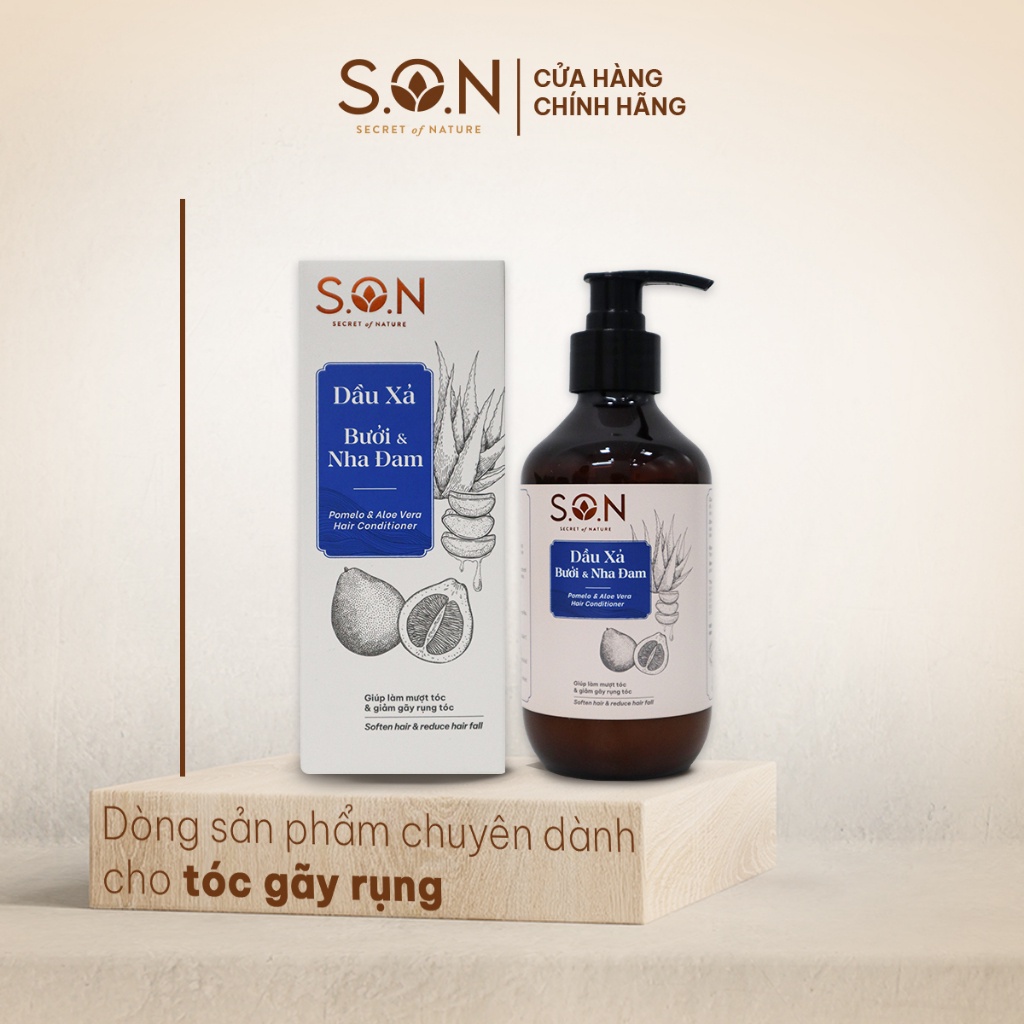 S.O.N
SECRET of NATURE
CỬA HÀNG
CHÍNH HÃNG
S.O.N
SECRET of NATURE
Dầu Xả
Bưởi &
Nha Đam
Pomelo & Aloe Vera
Hair Conditioner
Giúp làm mượt tóc
& giảm gãy rụng tóc
Soften hair & reduce hair fall
S.O.N
SECRET of NATURE
Dầu Xả
Bưởi & Nha Đam
Pomelo & Aloe Vera
Hair Conditioner
Giúp làm mượt tóc
& giảm gãy rụng tóc
Soften hair & reduce hair fall
Dòng sản phẩm chuyên dành
cho tóc gãy rụng